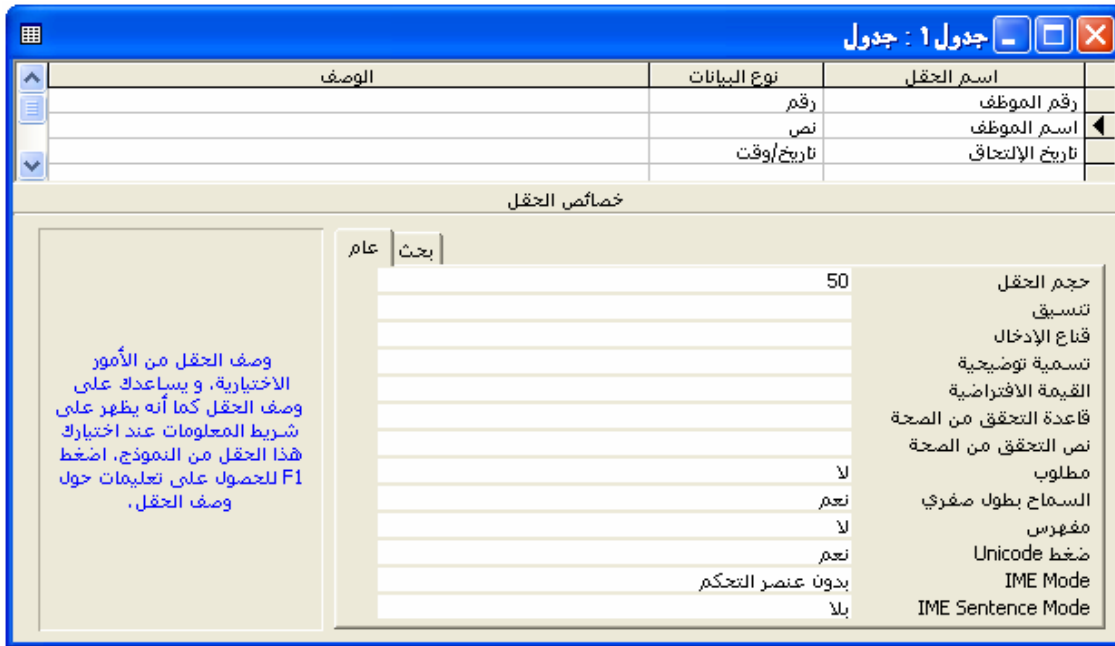 جدول١ : جدول
اسم الحقل نوع البيانات الوصف
رقم الموظف رقم
اسم الموظف نص
تاريخ الإلتحاق تاريخ/وقت
خصائص الحقل
عام بحث
حجم الحقل 50
تنسيق
قناع الإدخال
تسمية توضيحية
القيمة الافتراضية
قاعدة التحقق من الصحة
نص التحقق من الصحة
مطلوب لا
السماح بطول صفري نعم
مفهرس لا
ضغط Unicode نعم
IME Mode بدون عنصر التحكم
IME Sentence Mode بلا
وصف الحقل من الأمور
الاختيارية، و يساعدك على
وصف الحقل كما أنه يظهر على
شريط المعلومات عند اختيارك
هذا الحقل من النموذج. اضغط
F1 للحصول على تعليمات حول
وصف الحقل.